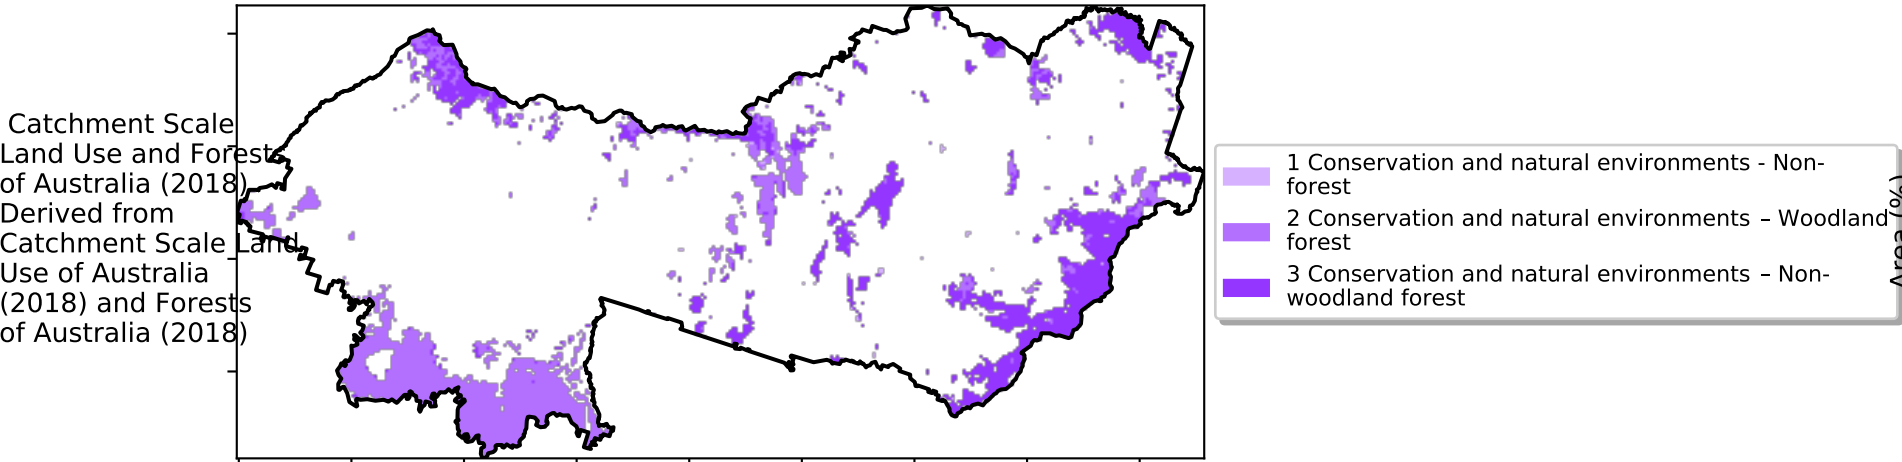 Catchment Scale
Land Use and Forests
of Australia (2018)
Derived from
Catchment Scale Land
Use of Australia
(2018) and Forests
of Australia (2018)
1 Conservation and natural environments - Non-
forest
2 Conservation and natural environments – Woodland
forest
3 Conservation and natural environments – Non-
woodland forest
Area (%)